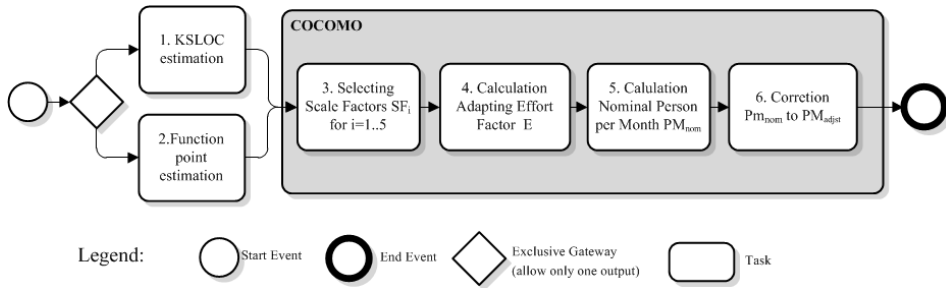 COCOMO
1. KSLOC
estimation
2.Function
point
estimation
3. Selecting
Scale Factors SFi
for i=1..5
4. Calculation
Adapting Effort
Factor E
5. Calulation
Nominal Person
per Month PMnom
6. Corretion
Pmnom to PMadjst
Legend:
Start Event
End Event
Exclusive Gateway
(allow only one output)
Task